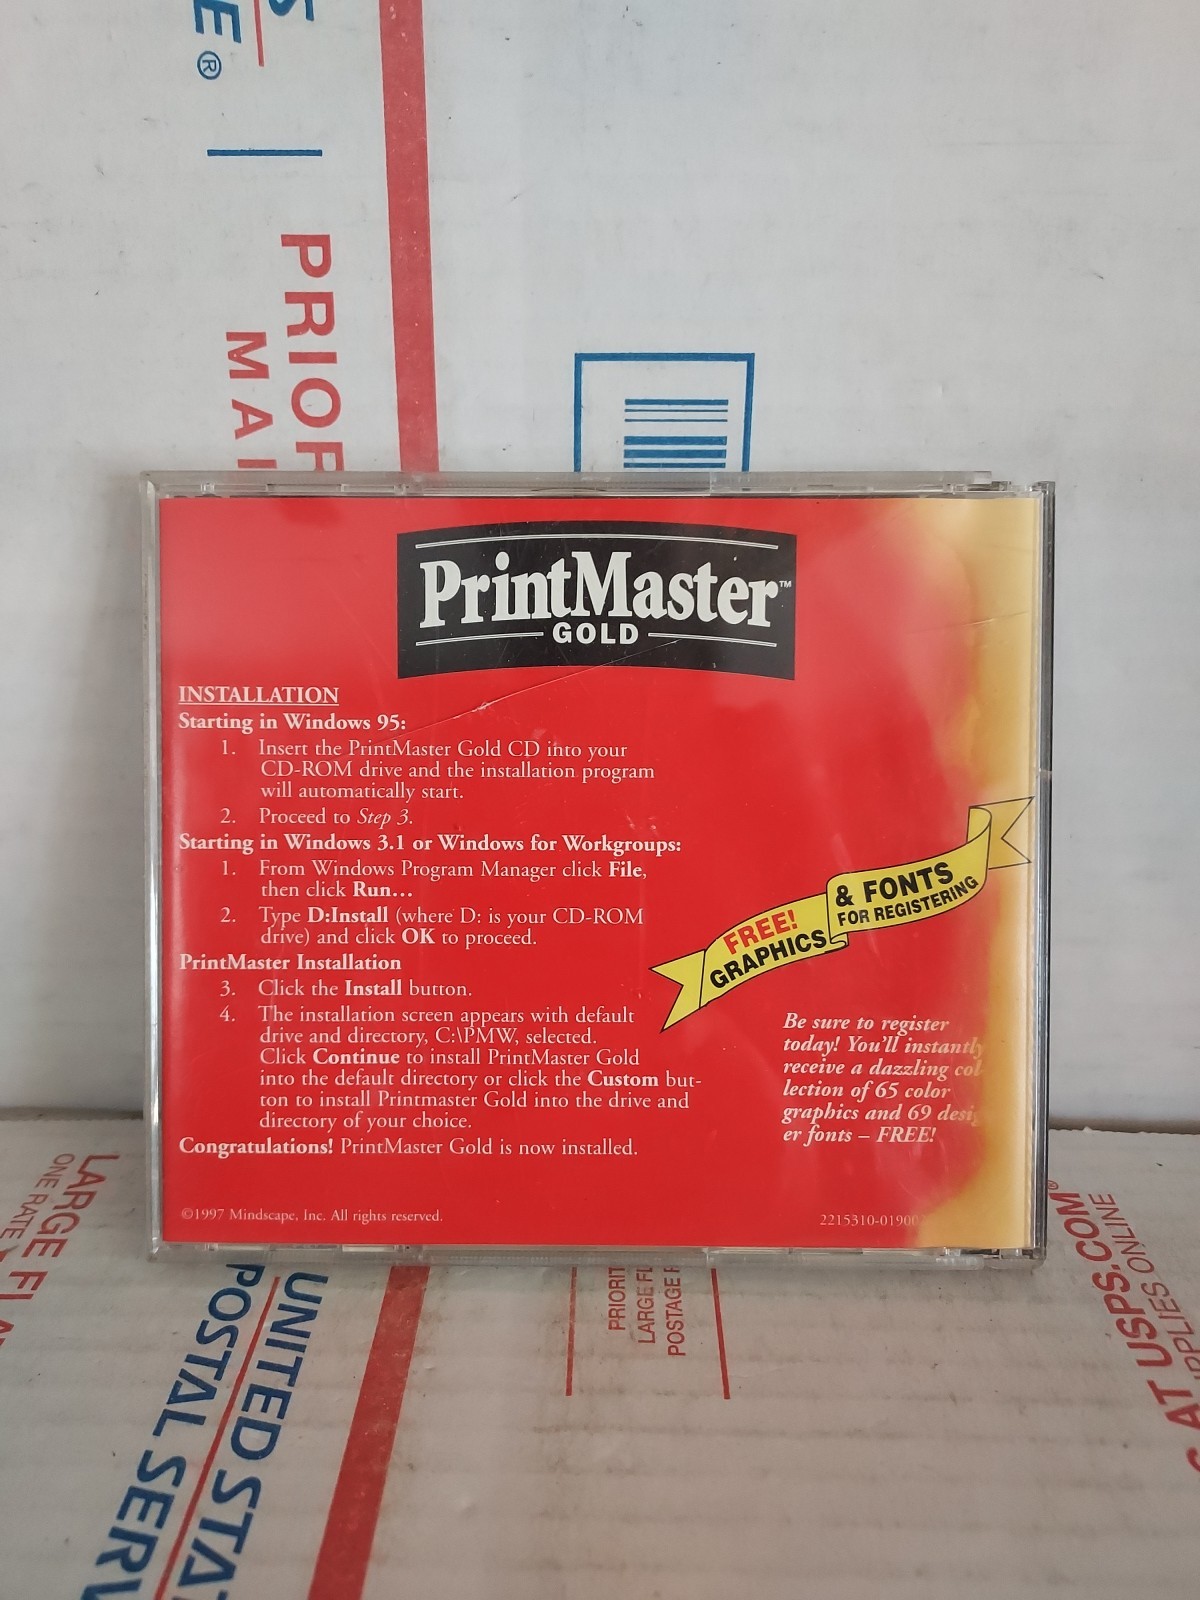 ®
PRIOR
MAI
PrintMaster™
GOLD
INSTALLATION
Starting in Windows 95:
1. Insert the PrintMaster Gold CD into your
CD-ROM drive and the installation program
will automatically start.
2. Proceed to Step 3.
Starting in Windows 3.1 or Windows for Workgroups:
1. From Windows Program Manager click File,
then click Run...
2. Type D:Install (where D: is your CD-ROM
drive) and click OK to proceed.
PrintMaster Installation
3. Click the Install button.
4. The installation screen appears with default
drive and directory, C:\PMW, selected.
Click Continue to install PrintMaster Gold
into the default directory or click the Custom but-
ton to install Printmaster Gold into the drive and
directory of your choice.
Congratulations! PrintMaster Gold is now installed.
FREE!
GRAPHICS
& FONTS
FOR REGISTERING
Be sure to register
today! You'll instantly
receive a dazzling col
lection of 65 color
graphics and 69 desig
er fonts – FREE!
©1997 Mindscape, Inc. All rights reserved.
2215310-01900
LARGE FLA
ONE RATE
UNITED STA
POSTAL SERV
PRIORIT
LARGE FL
POSTAGE
AT USPS.COM®
PPLIES ONLINE